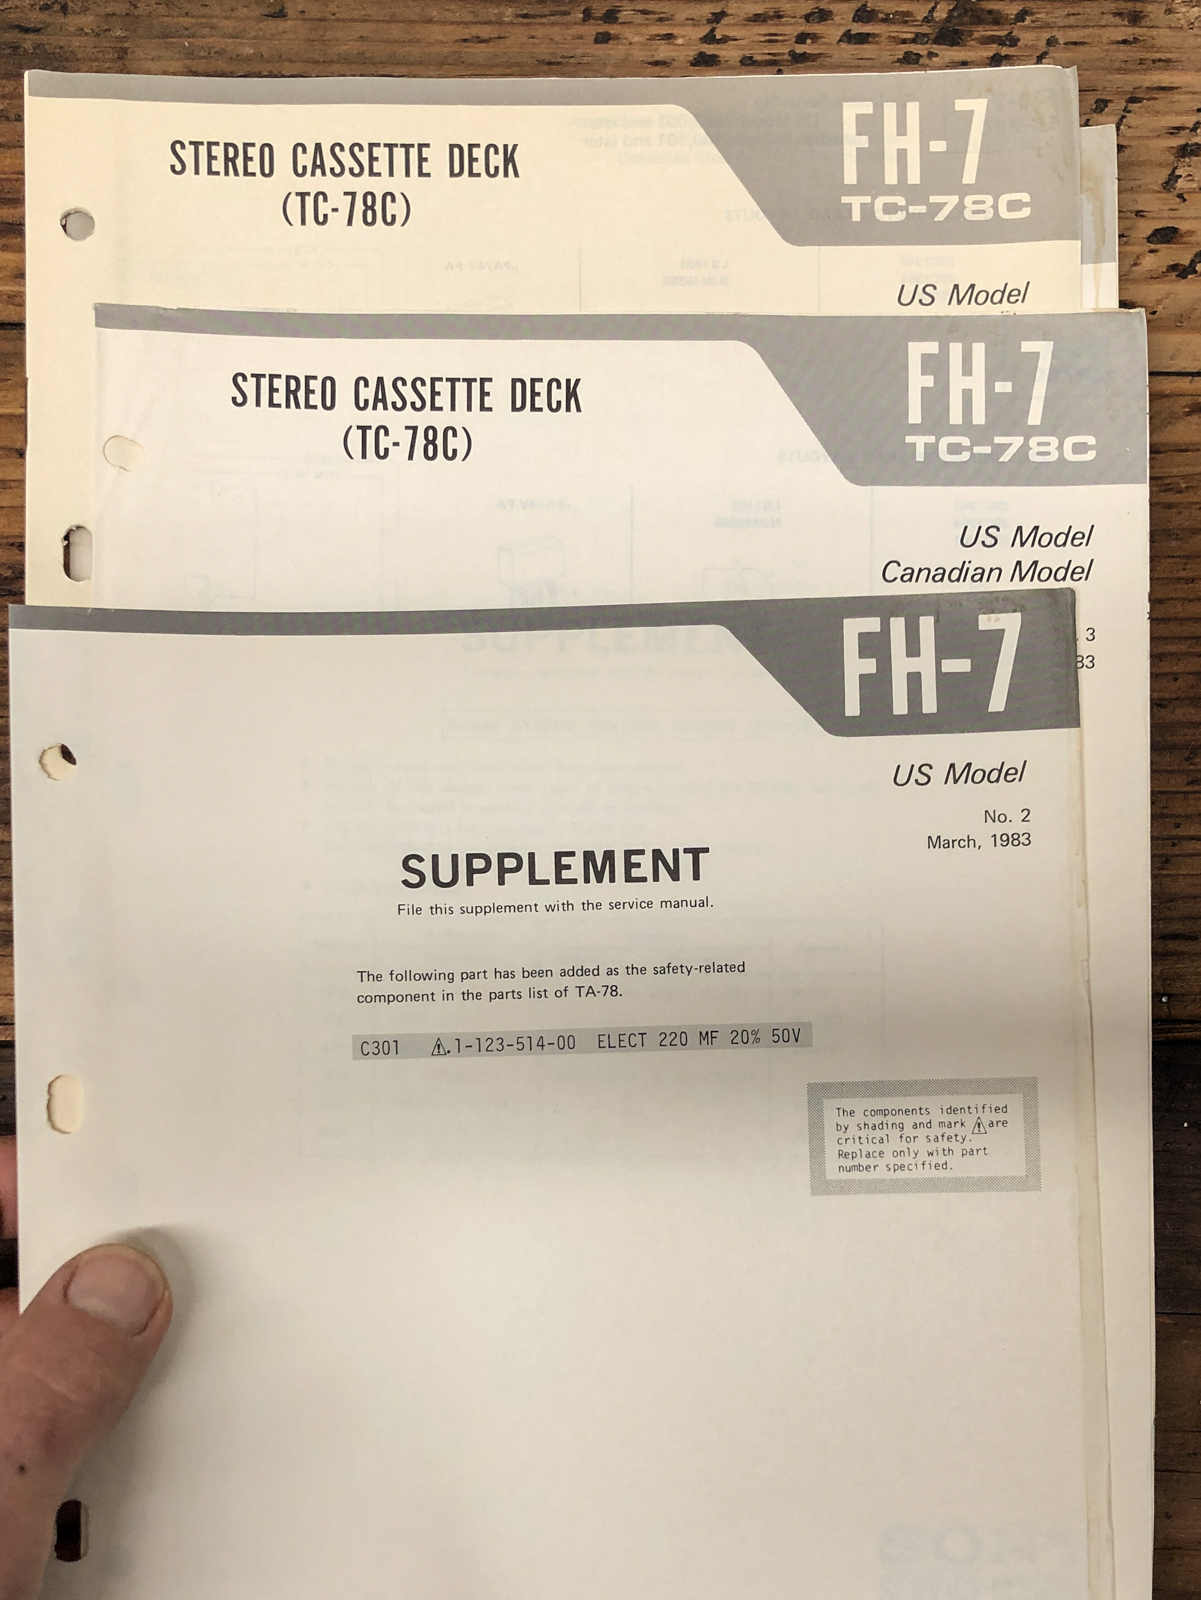 STEREO CASSETTE DECK
(TC-78C)
FH-7
TC-78C
US Model
STEREO CASSETTE DECK
(TC-78C)
FH-7
TC-78C
US Model
Canadian Model
3
83
FH-7
US Model
No. 2
March, 1983
SUPPLEMENT
File this supplement with the service manual.
The following part has been added as the safety-related
component in the parts list of TA-78.
C301 ⚠.1-123-514-00 ELECT 220 MF 20% 50V
The components identified
by shading and mark ⚠ are
critical for safety.
Replace only with part
number specified.